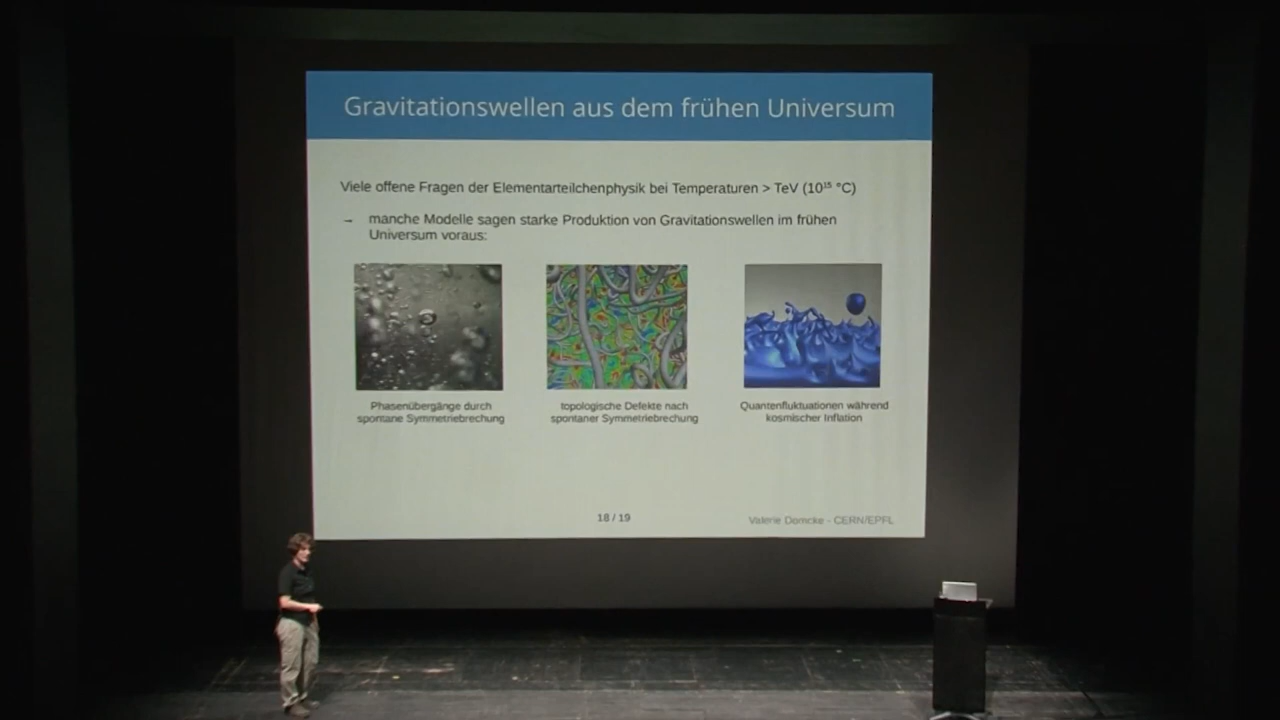 Gravitationswellen aus dem frühen Universum
Viele offene Fragen der Elementarteilchenphysik bei Temperaturen > TeV (10¹⁵ °C)
→ manche Modelle sagen starke Produktion von Gravitationswellen im frühen
Universum voraus:
Phasenübergänge durch
spontane Symmetriebrechung
topologische Defekte nach
spontaner Symmetriebrechung
Quantenfluktuationen während
kosmischer Inflation
18 / 19
Valerie Domcke - CERN/EPFL